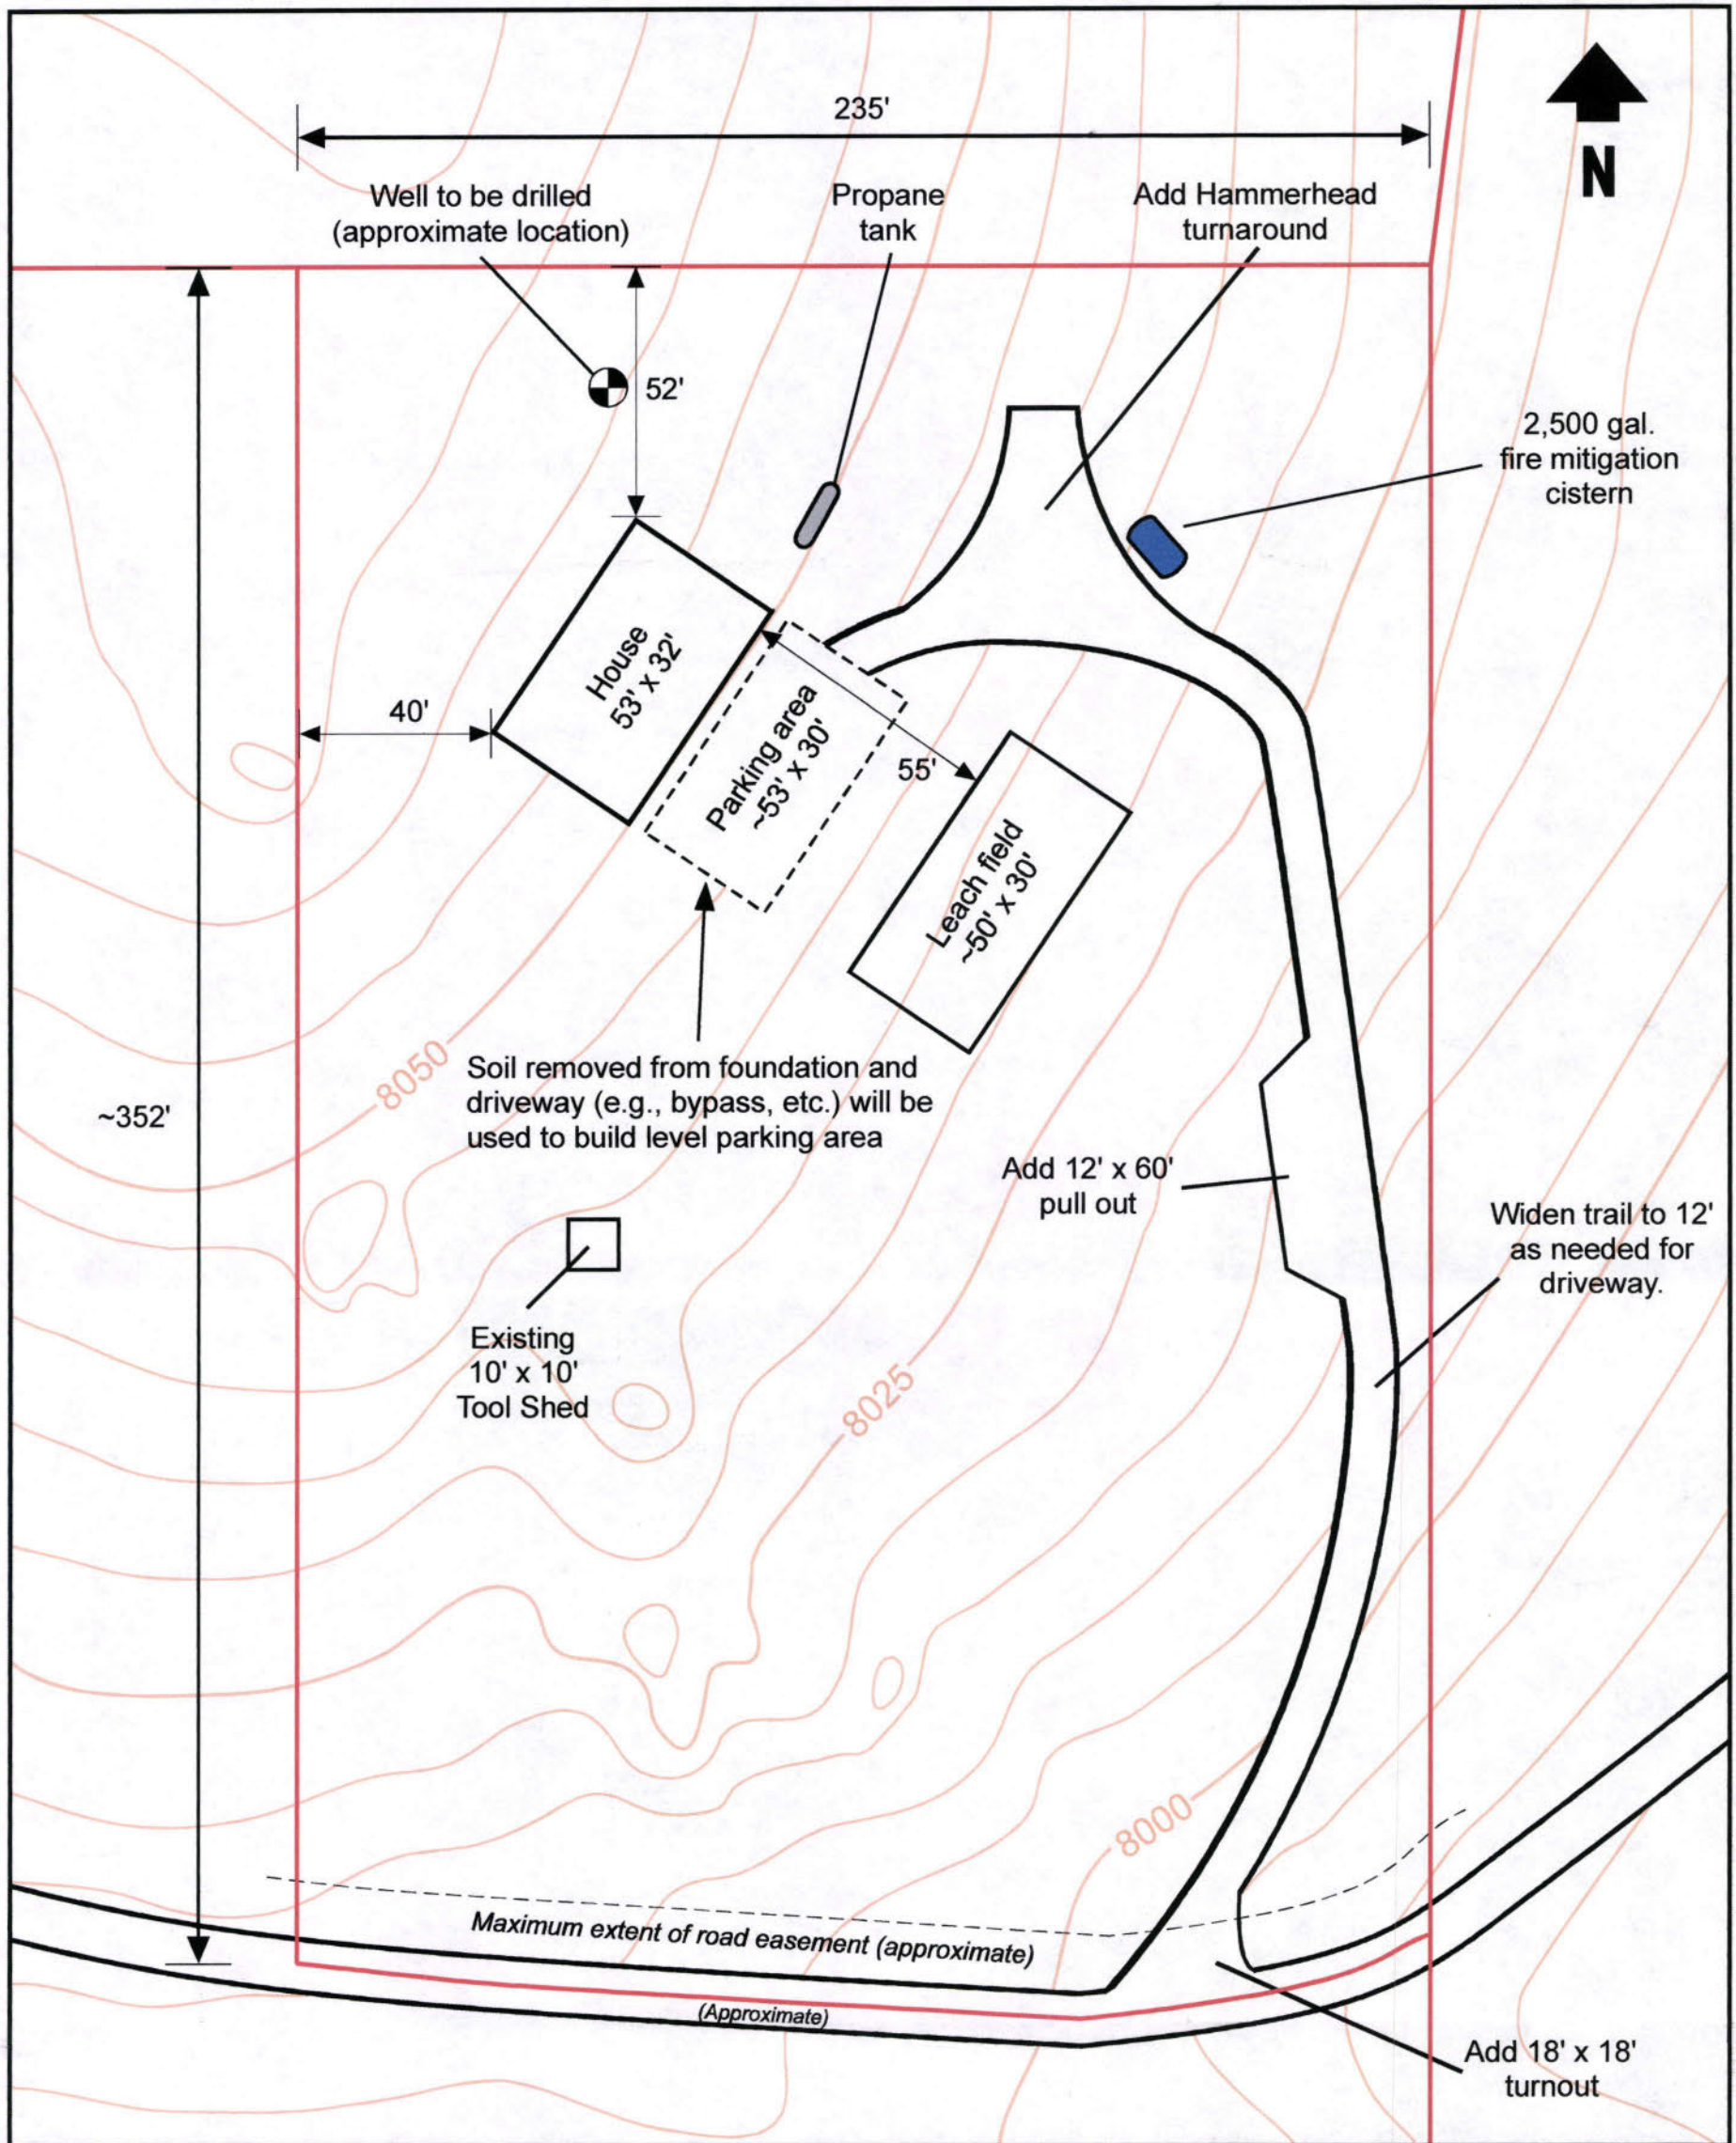 235'
N
Well to be drilled
(approximate location)
Propane
tank
Add Hammerhead
turnaround
52'
2,500 gal.
fire mitigation
cistern
House
53' x 32'
40'
Parking area
~53' x 30'
55'
Leach field
~50' x 30'
8050
Soil removed from foundation and
driveway (e.g., bypass, etc.) will be
used to build level parking area
~352'
Add 12' x 60'
pull out
Widen trail to 12'
as needed for
driveway.
Existing
10' x 10'
Tool Shed
8025
8000
Maximum extent of road easement (approximate)
(Approximate)
Add 18' x 18'
turnout